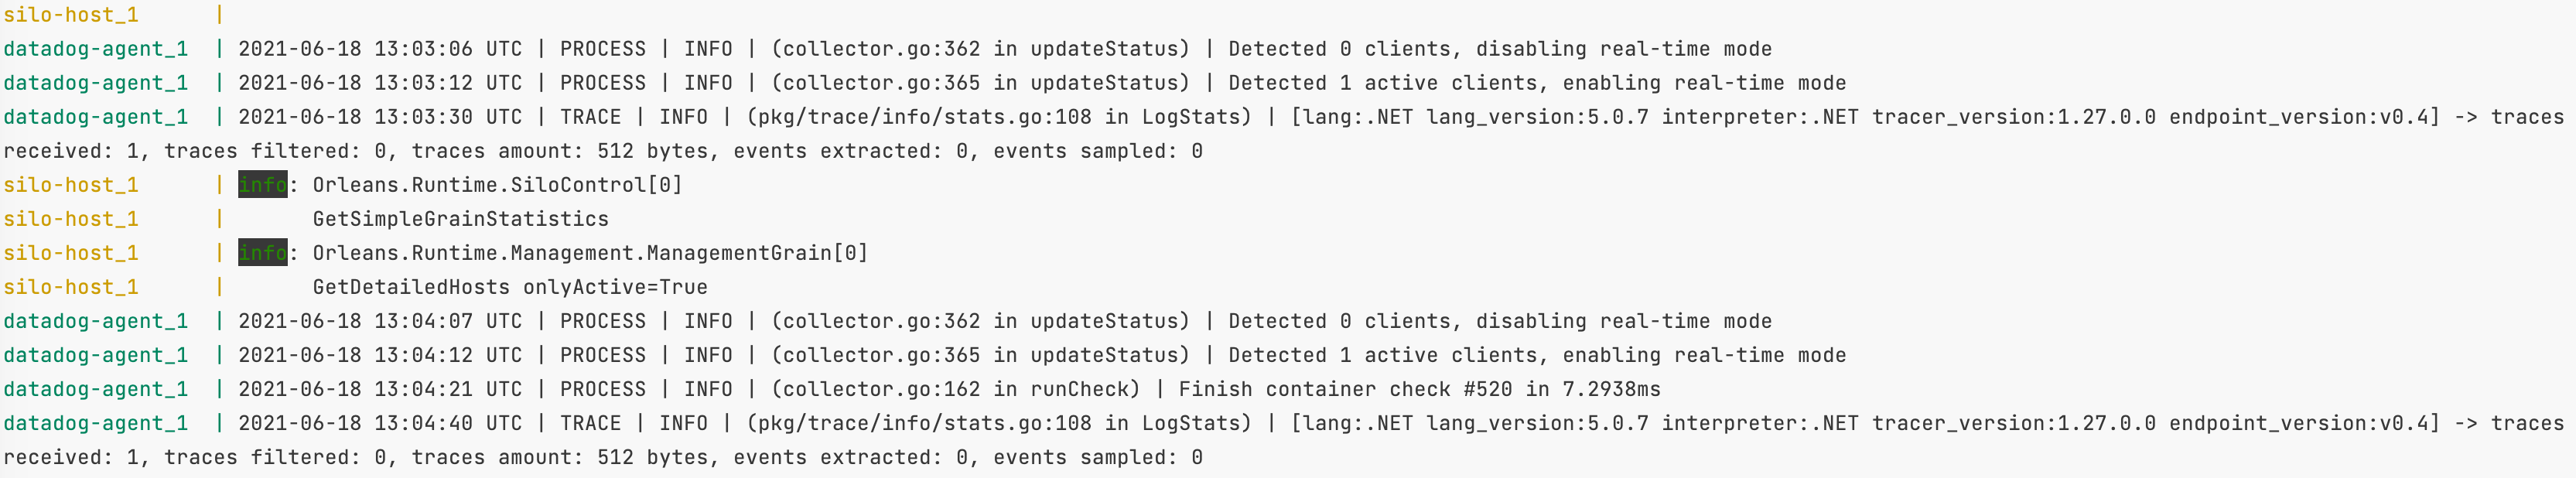 silo-host_1      |
datadog-agent_1  | 2021-06-18 13:03:06 UTC | PROCESS | INFO | (collector.go:362 in updateStatus) | Detected 0 clients, disabling real-time mode
datadog-agent_1  | 2021-06-18 13:03:12 UTC | PROCESS | INFO | (collector.go:365 in updateStatus) | Detected 1 active clients, enabling real-time mode
datadog-agent_1  | 2021-06-18 13:03:30 UTC | TRACE | INFO | (pkg/trace/info/stats.go:108 in LogStats) | [lang:.NET lang_version:5.0.7 interpreter:.NET tracer_version:1.27.0.0 endpoint_version:v0.4] -> traces
received: 1, traces filtered: 0, traces amount: 512 bytes, events extracted: 0, events sampled: 0
silo-host_1      | info: Orleans.Runtime.SiloControl[0]
silo-host_1      |       GetSimpleGrainStatistics
silo-host_1      | info: Orleans.Runtime.Management.ManagementGrain[0]
silo-host_1      |       GetDetailedHosts onlyActive=True
datadog-agent_1  | 2021-06-18 13:04:07 UTC | PROCESS | INFO | (collector.go:362 in updateStatus) | Detected 0 clients, disabling real-time mode
datadog-agent_1  | 2021-06-18 13:04:12 UTC | PROCESS | INFO | (collector.go:365 in updateStatus) | Detected 1 active clients, enabling real-time mode
datadog-agent_1  | 2021-06-18 13:04:21 UTC | PROCESS | INFO | (collector.go:162 in runCheck) | Finish container check #520 in 7.2938ms
datadog-agent_1  | 2021-06-18 13:04:40 UTC | TRACE | INFO | (pkg/trace/info/stats.go:108 in LogStats) | [lang:.NET lang_version:5.0.7 interpreter:.NET tracer_version:1.27.0.0 endpoint_version:v0.4] -> traces
received: 1, traces filtered: 0, traces amount: 512 bytes, events extracted: 0, events sampled: 0